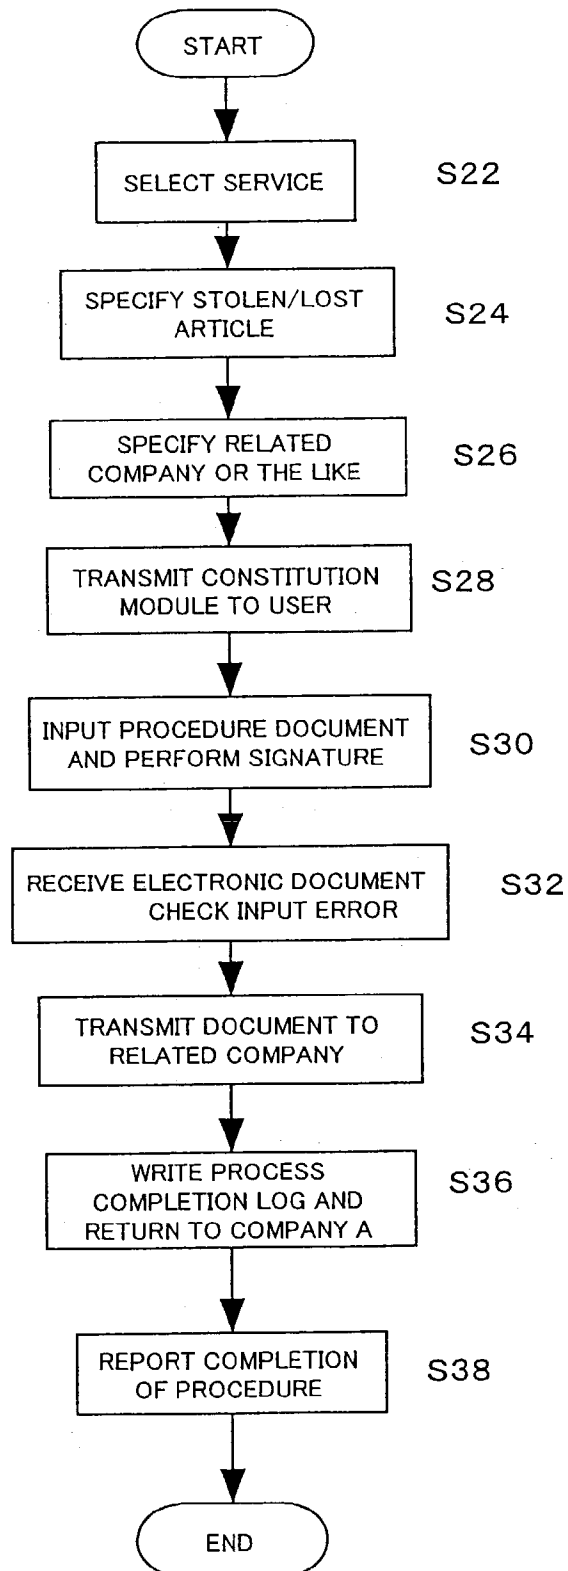 START
SELECT SERVICE
S22
SPECIFY STOLEN/LOST
ARTICLE
S24
SPECIFY RELATED
COMPANY OR THE LIKE
S26
TRANSMIT CONSTITUTION
MODULE TO USER
S28
INPUT PROCEDURE DOCUMENT
AND PERFORM SIGNATURE
S30
RECEIVE ELECTRONIC DOCUMENT
CHECK INPUT ERROR
S32
TRANSMIT DOCUMENT TO
RELATED COMPANY
S34
WRITE PROCESS
COMPLETION LOG AND
RETURN TO COMPANY A
S36
REPORT COMPLETION
OF PROCEDURE
S38
END